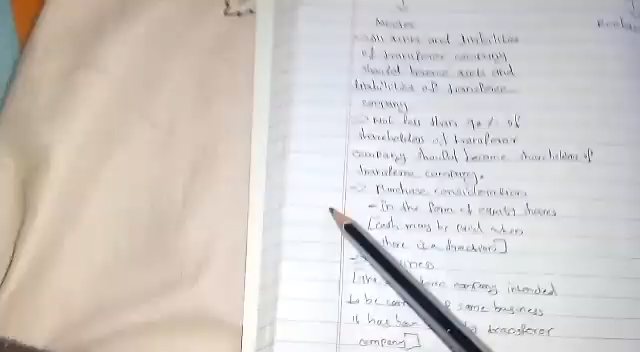 Assets and liabilities
of transferor company
should become assets and
liabilities of transferee
company
Not less than 90% of
shareholders of transferor
company should become shareholders of
transferee company.
Purchase consideration
- In the form of equity shares
[cash may be paid when
there is a fraction]
company intended
to be same business
it has been transferor
company]